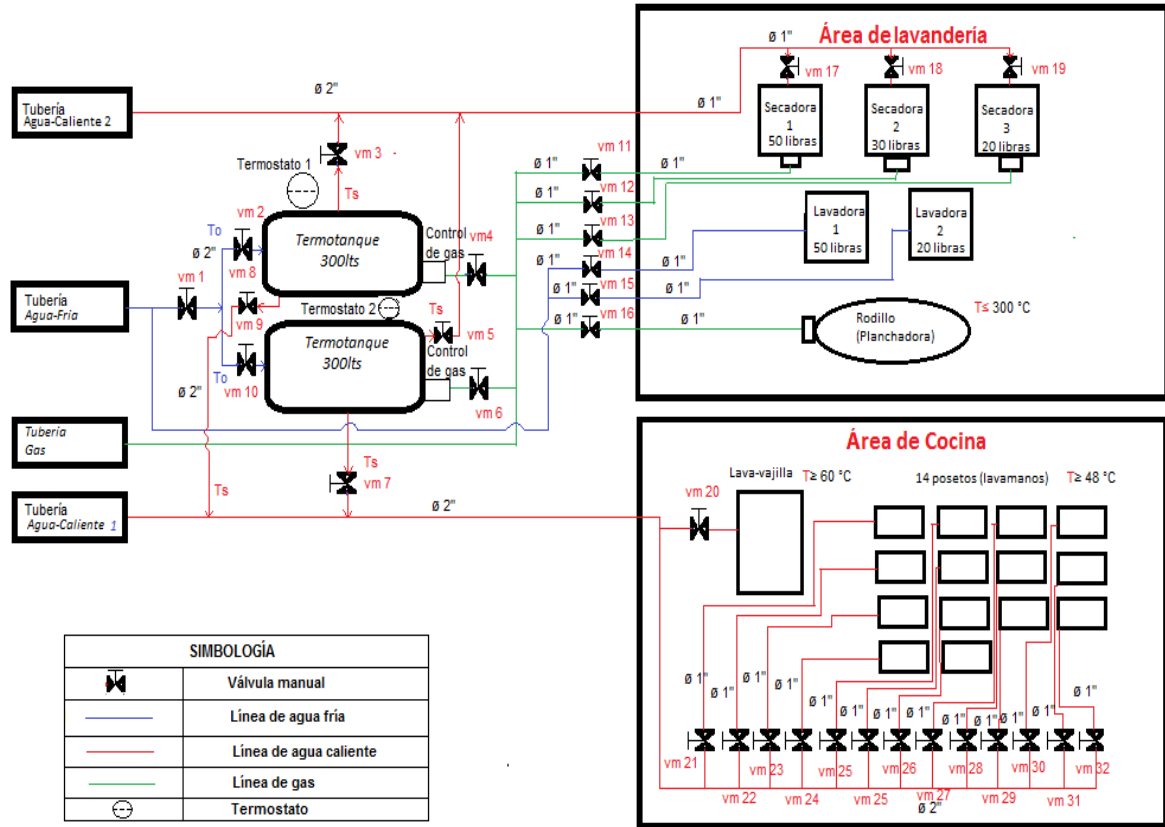 Área de lavandería
ø 1"
vm 17
vm 18
vm 19
Secadora
1
50 libras
Secadora
2
30 libras
Secadora
3
20 libras
Tubería
Agua-Caliente 2
ø 2"
ø 1"
ø 1"
vm 3
Termostato 1
Ts
vm 11
ø 1"
ø 1"
vm 12
ø 1"
vm 13
ø 1"
vm 14
ø 1"
ø 1"
vm 15
ø 1"
ø 1"
vm 16
ø 1"
ø 1"
Lavadora
1
50 libras
Lavadora
2
20 libras
Rodillo
(Planchadora)
T≤ 300 °C
vm 2
To
ø 2"
vm 8
Termotanque
300lts
Control
de gas
vm4
vm 1
Tubería
Agua-Fría
vm 9
Termostato 2
Ts
vm 5
Termotanque
300lts
Control
de gas
To
vm 10
ø 2"
vm 6
Tubería
Gas
Ts
Ts
vm 7
Tubería
Agua-Caliente 1
ø 2"
Área de Cocina
Lava-vajilla
T≥ 60 °C
14 posetos (lavamanos)
T≥ 48 °C
vm 20
ø 1"
ø 1"
ø 1"
ø 1"
ø 1"
ø 1"
ø 1"
ø 1"
ø 1"
ø 1"
ø 1"
ø 1"
vm 21
vm 22
vm 23
vm 24
vm 25
vm 25
vm 26
vm 27
vm 28
vm 29
vm 30
vm 31
vm 32
ø 2"
SIMBOLOGÍA
Válvula manual
Línea de agua fría
Línea de agua caliente
Línea de gas
Termostato